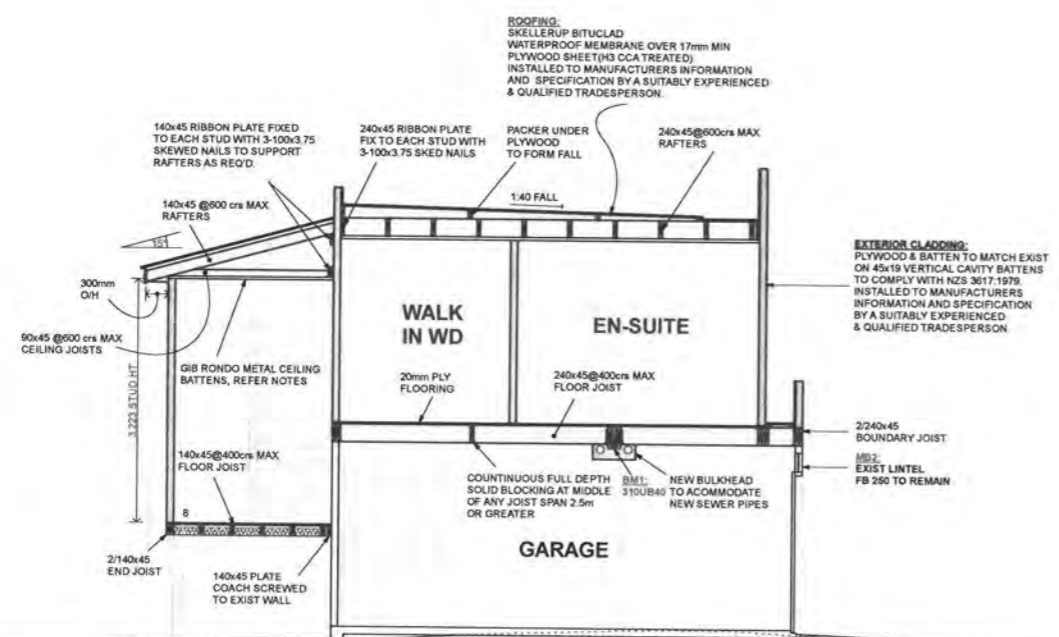 ROOFING:
SKELLERUP BITUCLAD
WATERPROOF MEMBRANE OVER 17mm MIN
PLYWOOD SHEET(H3 CCA TREATED)
INSTALLED TO MANUFACTURERS INFORMATION
AND SPECIFICATION BY A SUITABLY EXPERIENCED
& QUALIFIED TRADESPERSON.
140x45 RIBBON PLATE FIXED
TO EACH STUD WITH 3-100x3.75
SKEWED NAILS TO SUPPORT
RAFTERS AS REQ'D.
240x45 RIBBON PLATE
FIX TO EACH STUD WITH
3-100x3.75 SKED NAILS
PACKER UNDER
PLYWOOD
TO FORM FALL
240x45@600crs MAX
RAFTERS
140x45 @600 crs MAX
RAFTERS
1:40 FALL
15°
300mm
O/H
EXTERIOR CLADDING:
PLYWOOD & BATTEN TO MATCH EXIST
ON 45x19 VERTICAL CAVITY BATTENS
TO COMPLY WITH NZS 3617:1979.
INSTALLED TO MANUFACTURERS
INFORMATION AND SPECIFICATION
BY A SUITABLY EXPERIENCED
& QUALIFIED TRADESPERSON.
90x45 @600 crs MAX
CEILING JOISTS
WALK
IN WD
EN-SUITE
GIB RONDO METAL CEILING
BATTENS, REFER NOTES
20mm PLY
FLOORING
240x45@400crs MAX
FLOOR JOIST
3,223 STUD HT.
140x45@400crs MAX
FLOOR JOIST
2/240x45
BOUNDARY JOIST
MB2:
EXIST LINTEL
FB 250 TO REMAIN
COUNTINUOUS FULL DEPTH
SOLID BLOCKING AT MIDDLE
OF ANY JOIST SPAN 2.5m
OR GREATER
BM1:
310UB40
NEW BULKHEAD
TO ACOMMODATE
NEW SEWER PIPES
8
GARAGE
2/140x45
END JOIST
140x45 PLATE
COACH SCREWED
TO EXIST WALL